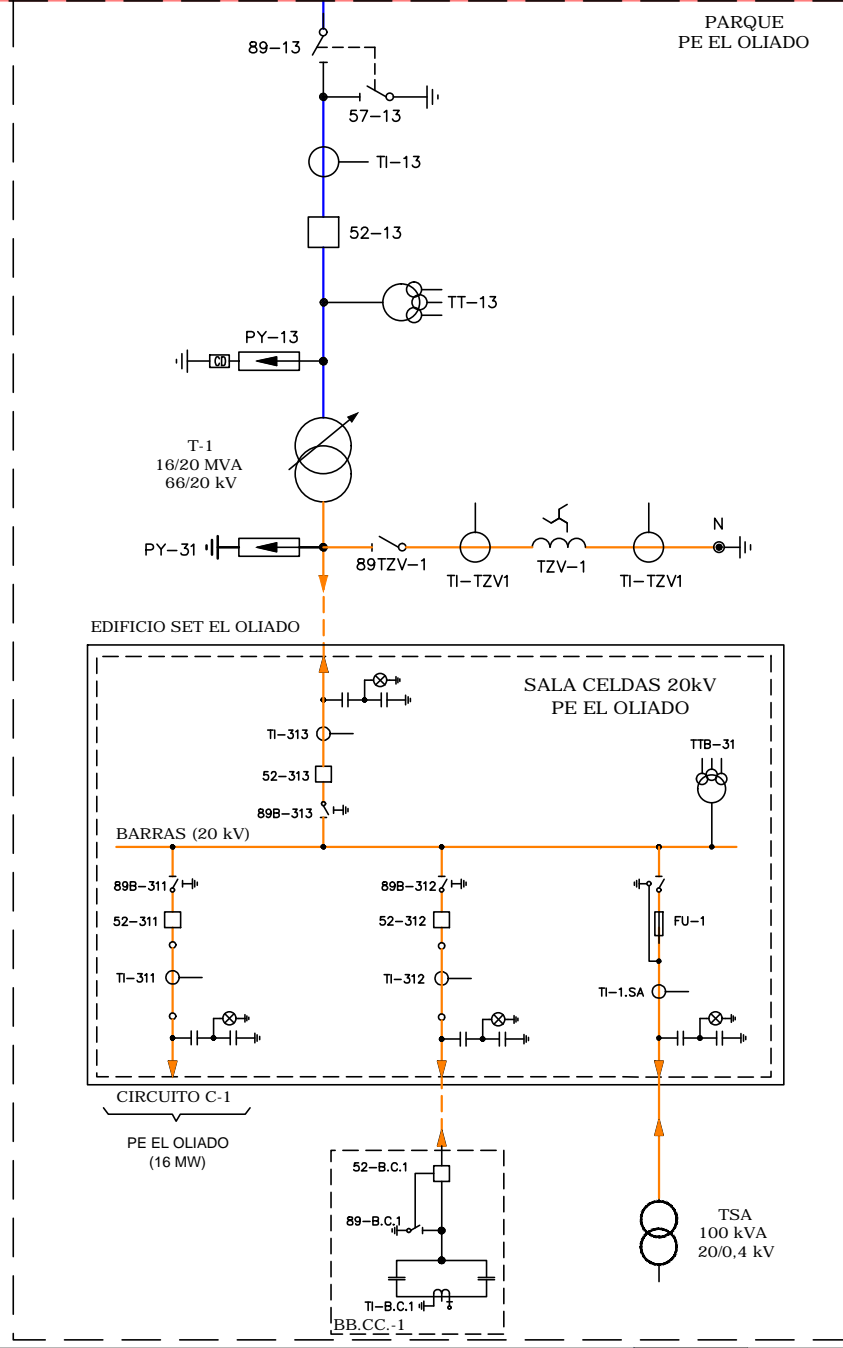 PARQUE
PE EL OLIADO
89-13
57-13
TI-13
52-13
TT-13
PY-13
CD
T-1
16/20 MVA
66/20 kV
PY-31
89TZV-1
TI-TZV1
TZV-1
TI-TZV1
N
EDIFICIO SET EL OLIADO
SALA CELDAS 20kV
PE EL OLIADO
TI-313
52-313
89B-313
TTB-31
BARRAS (20 kV)
89B-311
52-311
TI-311
89B-312
52-312
TI-312
FU-1
TI-1.SA
CIRCUITO C-1
PE EL OLIADO
(16 MW)
52-B.C.1
89-B.C.1
TI-B.C.1
BB.CC.-1
TSA
100 kVA
20/0,4 kV